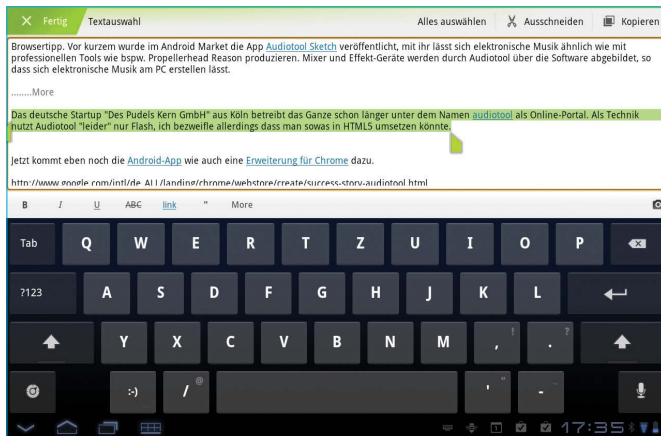 Fertig Textauswahl Alles auswählen Ausschneiden Kopieren
Browsertipp. Vor kurzem wurde im Android Market die App Audiotool Sketch veröffentlicht, mit ihr lässt sich elektronische Musik ähnlich wie mit
professionellen Tools wie bspw. Propellerhead Reason produzieren. Mixer und Effekt-Geräte werden durch Audiotool über die Software abgebildet, so
dass sich elektronische Musik am PC erstellen lässt.
........More
Das deutsche Startup "Des Pudels Kern GmbH" aus Köln betreibt das Ganze schon länger unter dem Namen audiotool als Online-Portal. Als Technik
nutzt Audiotool "leider" nur Flash, ich bezweifle allerdings dass man sowas in HTML5 umsetzen könnte.
Jetzt kommt eben noch die Android-App wie auch eine Erweiterung für Chrome dazu.
http://www.google.com/intl/de_ALL/landing/chrome/webstore/create/success-story-audiotool.html
B I U ABC link " More
Tab Q W E R T Z U I O P
?123 A S D F G H J K L
Y X C V B N M , ! . ?
:-) / @ ' " - _
1 17:35